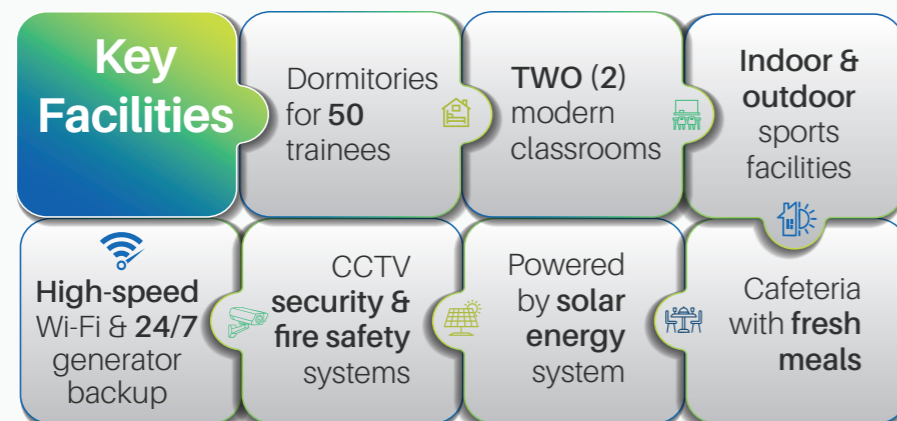 Key
Facilities
Dormitories
for 50
trainees
TWO (2)
modern
classrooms
Indoor &
outdoor
sports
facilities
Cafeteria
with fresh
meals
Powered
by solar
energy
system
CCTV
security &
fire safety
systems
High-speed
Wi-Fi & 24/7
generator
backup